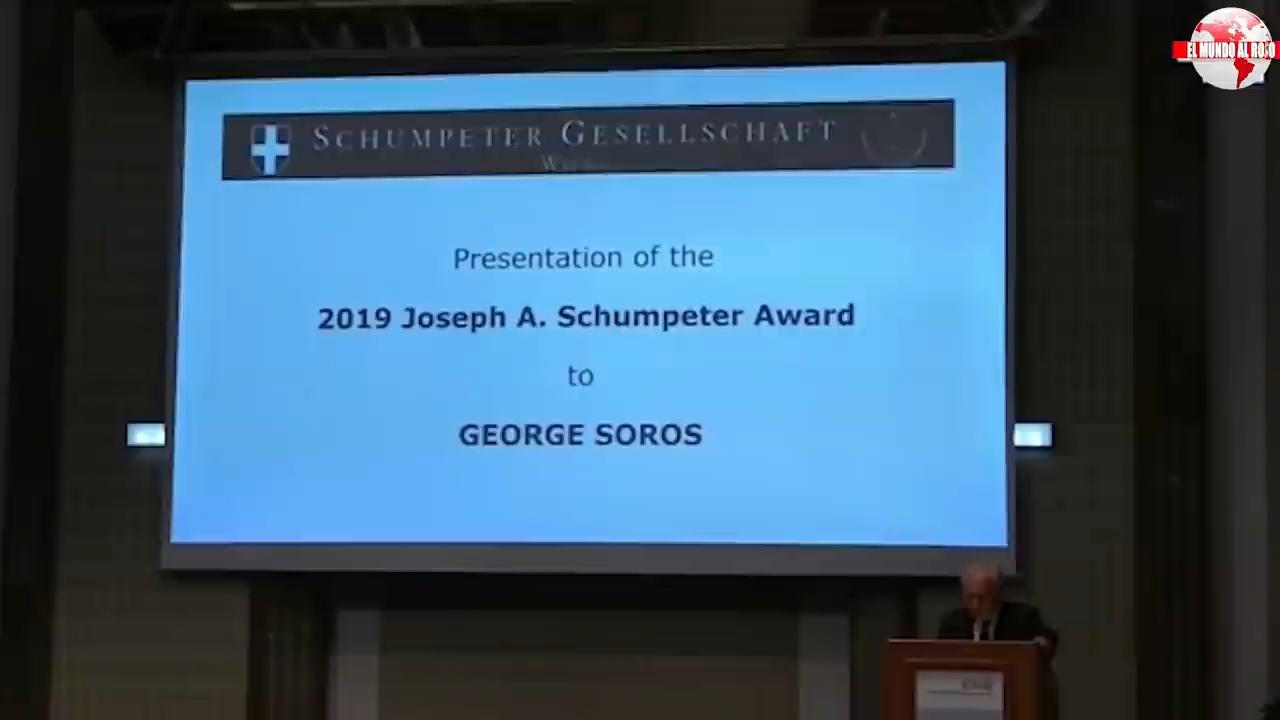 EL MUNDO AL ROJO
SCHUMPETER GESELLSCHAFT
Presentation of the
2019 Joseph A. Schumpeter Award
to
GEORGE SOROS